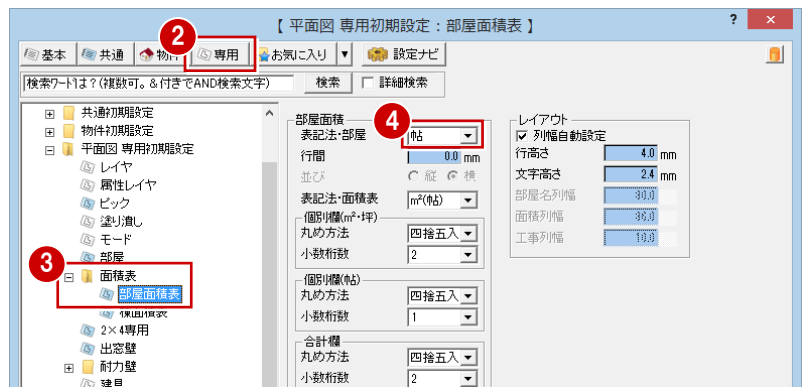 【 平面図 専用初期設定：部屋面積表 】 ? ×
2
基本 共通 物件 専用 お気に入り ▼ 設定ナビ
検索ワードは？(複数可。&付きでAND検索文字) 検索 詳細検索
共通初期設定
物件初期設定
平面図 専用初期設定
レイヤ
属性レイヤ
ピック
塗り潰し
モード
部屋
3
面積表
部屋面積表
棟面積表
2×4専用
出窓壁
耐力壁
建具
部屋面積
4
表記法・部屋 帖
行間 0.0 mm
並び 縦 横
表記法・面積表 m²(帖)
個別欄(m²・坪)
丸め方法 四捨五入
小数桁数 2
個別欄(帖)
丸め方法 四捨五入
小数桁数 1
合計欄
丸め方法 四捨五入
小数桁数 2
レイアウト
列幅自動設定
行高さ 4.0 mm
文字高さ 2.4 mm
部屋名列幅 30.0
面積列幅 36.0
工事列幅 10.0